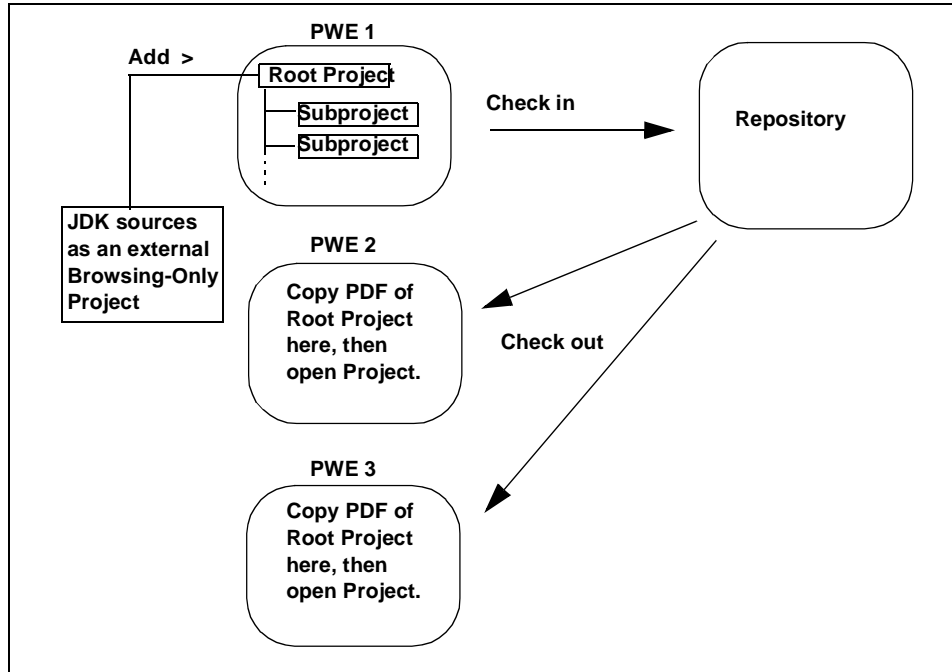 PWE 1
Add >
Root Project
Subproject
Subproject
Check in
Repository
JDK sources
as an external
Browsing-Only
Project
PWE 2
Copy PDF of
Root Project
here, then
open Project.
Check out
PWE 3
Copy PDF of
Root Project
here, then
open Project.